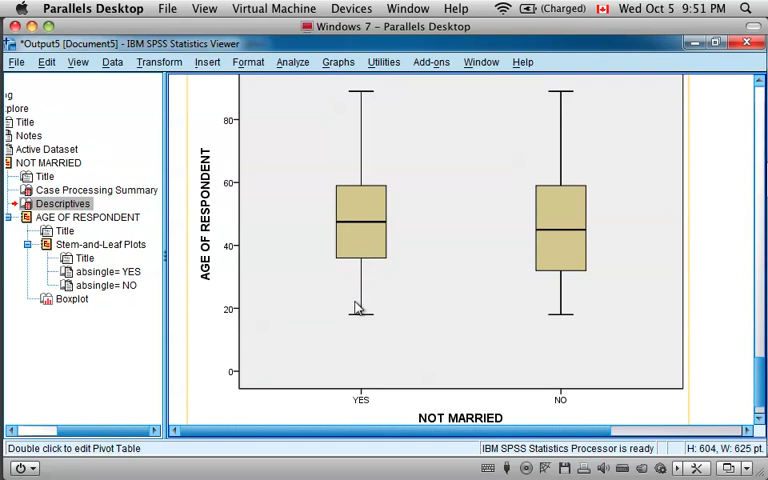 Parallels Desktop File View Virtual Machine Devices Window Help (Charged) Wed Oct 5 9:51 PM
Windows 7 - Parallels Desktop
*Output5 [Document5] - IBM SPSS Statistics Viewer
File Edit View Data Transform Insert Format Analyze Graphs Utilities Add-ons Window Help
og
xplore
Title
Notes
Active Dataset
NOT MARRIED
Title
Case Processing Summary
Descriptives
AGE OF RESPONDENT
Title
Stem-and-Leaf Plots
Title
absingle= YES
absingle= NO
Boxplot
AGE OF RESPONDENT
80
60
40
20
0
YES NO
NOT MARRIED
Double click to edit Pivot Table IBM SPSS Statistics Processor is ready H: 604, W: 625 pt.